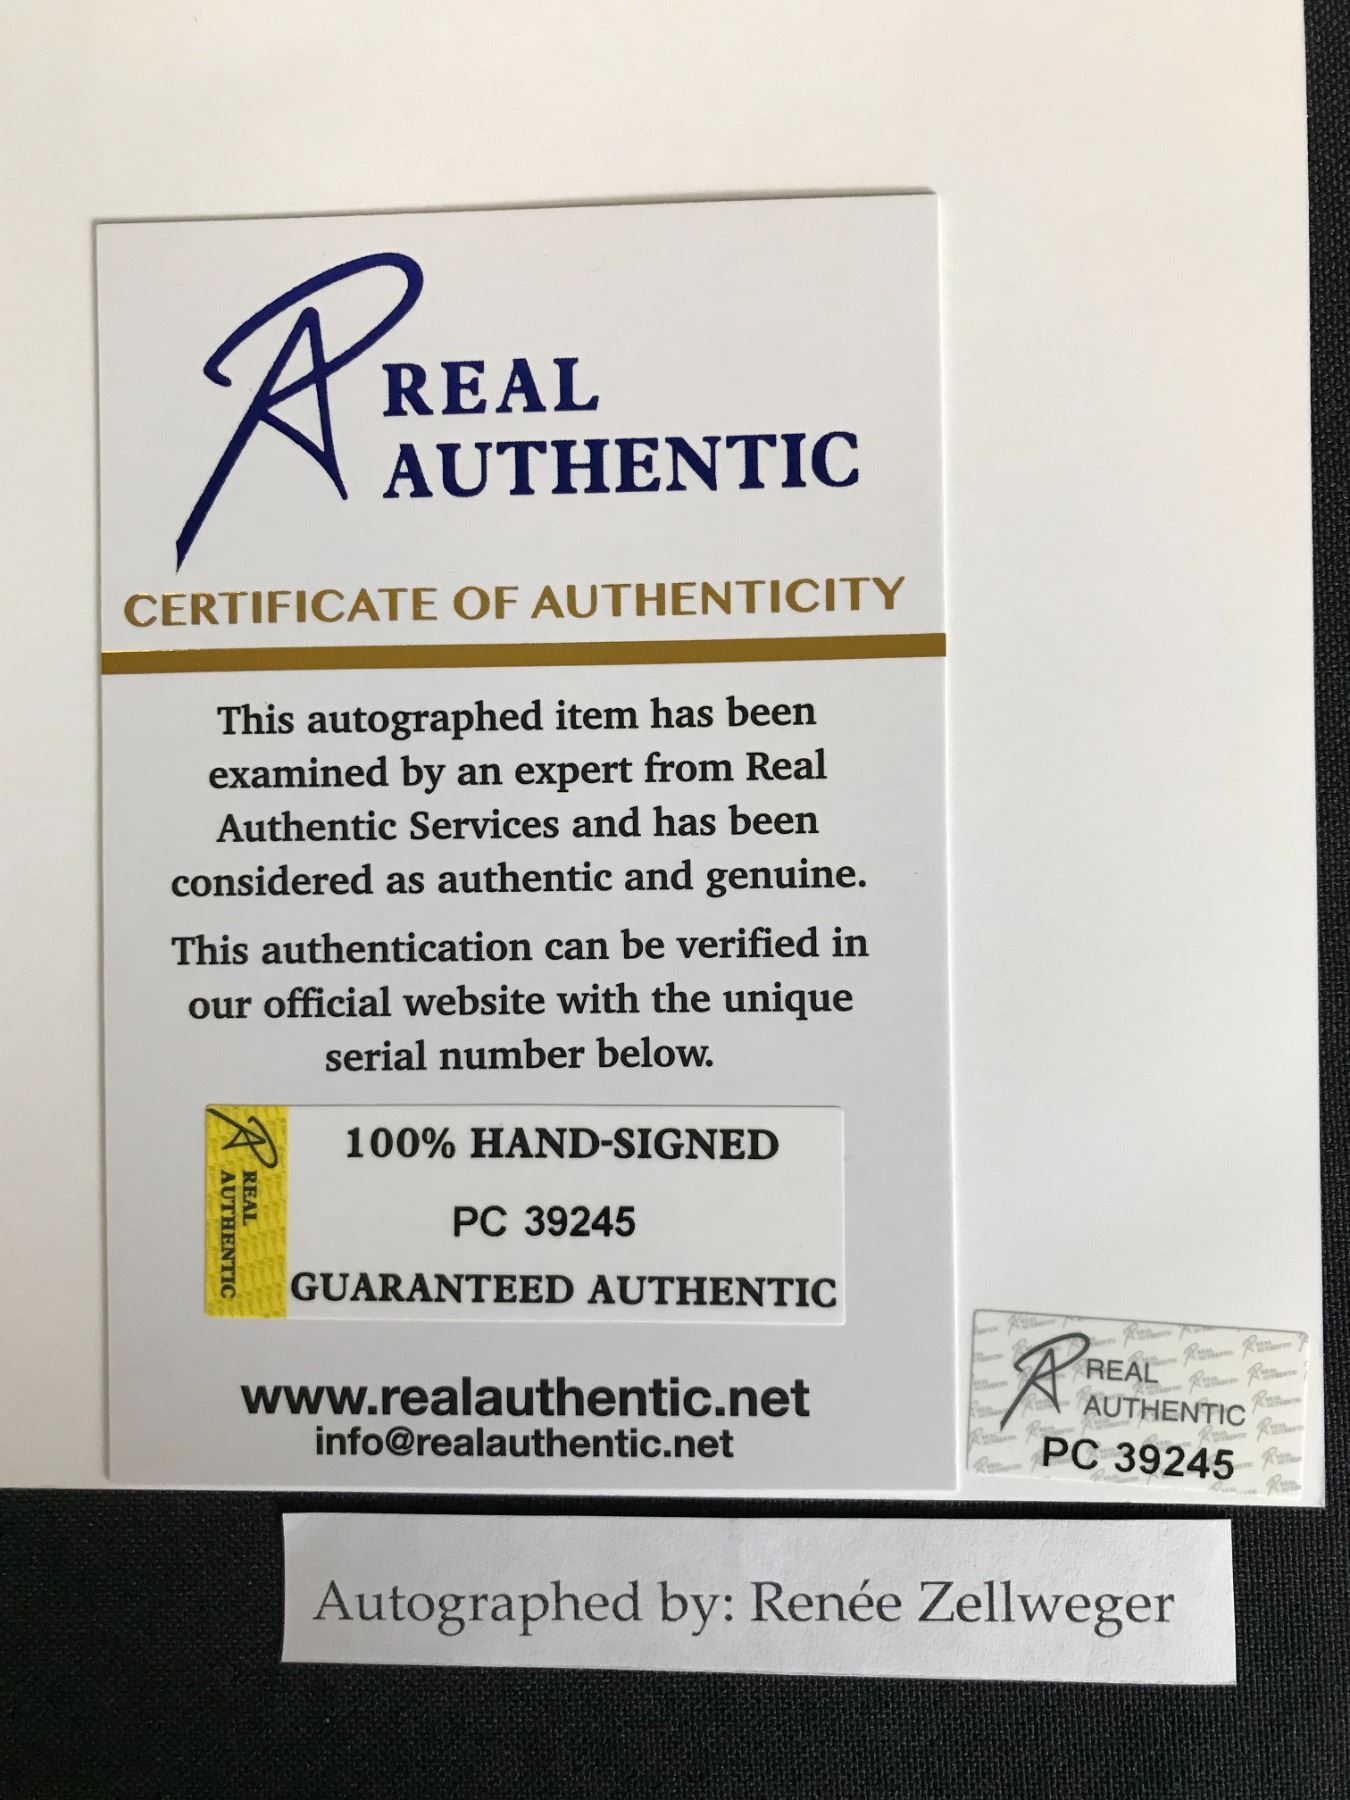 REAL
AUTHENTIC
CERTIFICATE OF AUTHENTICITY
This autographed item has been
examined by an expert from Real
Authentic Services and has been
considered as authentic and genuine.
This authentication can be verified in
our official website with the unique
serial number below.
REAL
AUTHENTIC
100% HAND-SIGNED
PC 39245
GUARANTEED AUTHENTIC
www.realauthentic.net
info@realauthentic.net
REAL
AUTHENTIC
PC 39245
Autographed by: Renée Zellweger